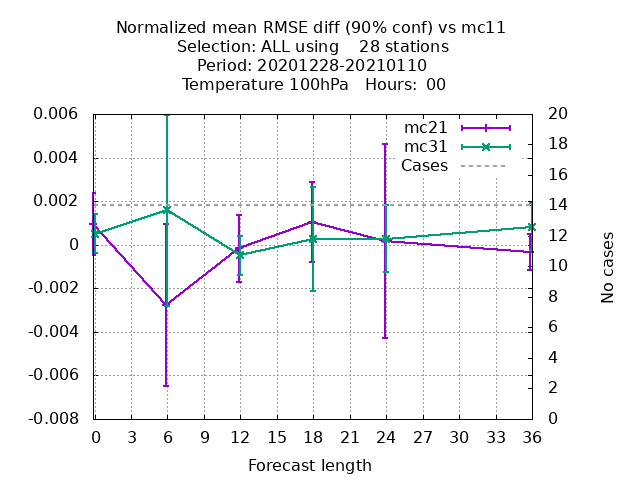 Normalized mean RMSE diff (90% conf) vs mc11
Selection: ALL using    28 stations
Period: 20201228-20210110
Temperature 100hPa   Hours:  00
mc21
mc31
Cases
0.006
0.004
0.002
0
-0.002
-0.004
-0.006
-0.008
20
18
16
14
12
10
8
6
4
2
0
No cases
0 3 6 9 12 15 18 21 24 27 30 33 36
Forecast length